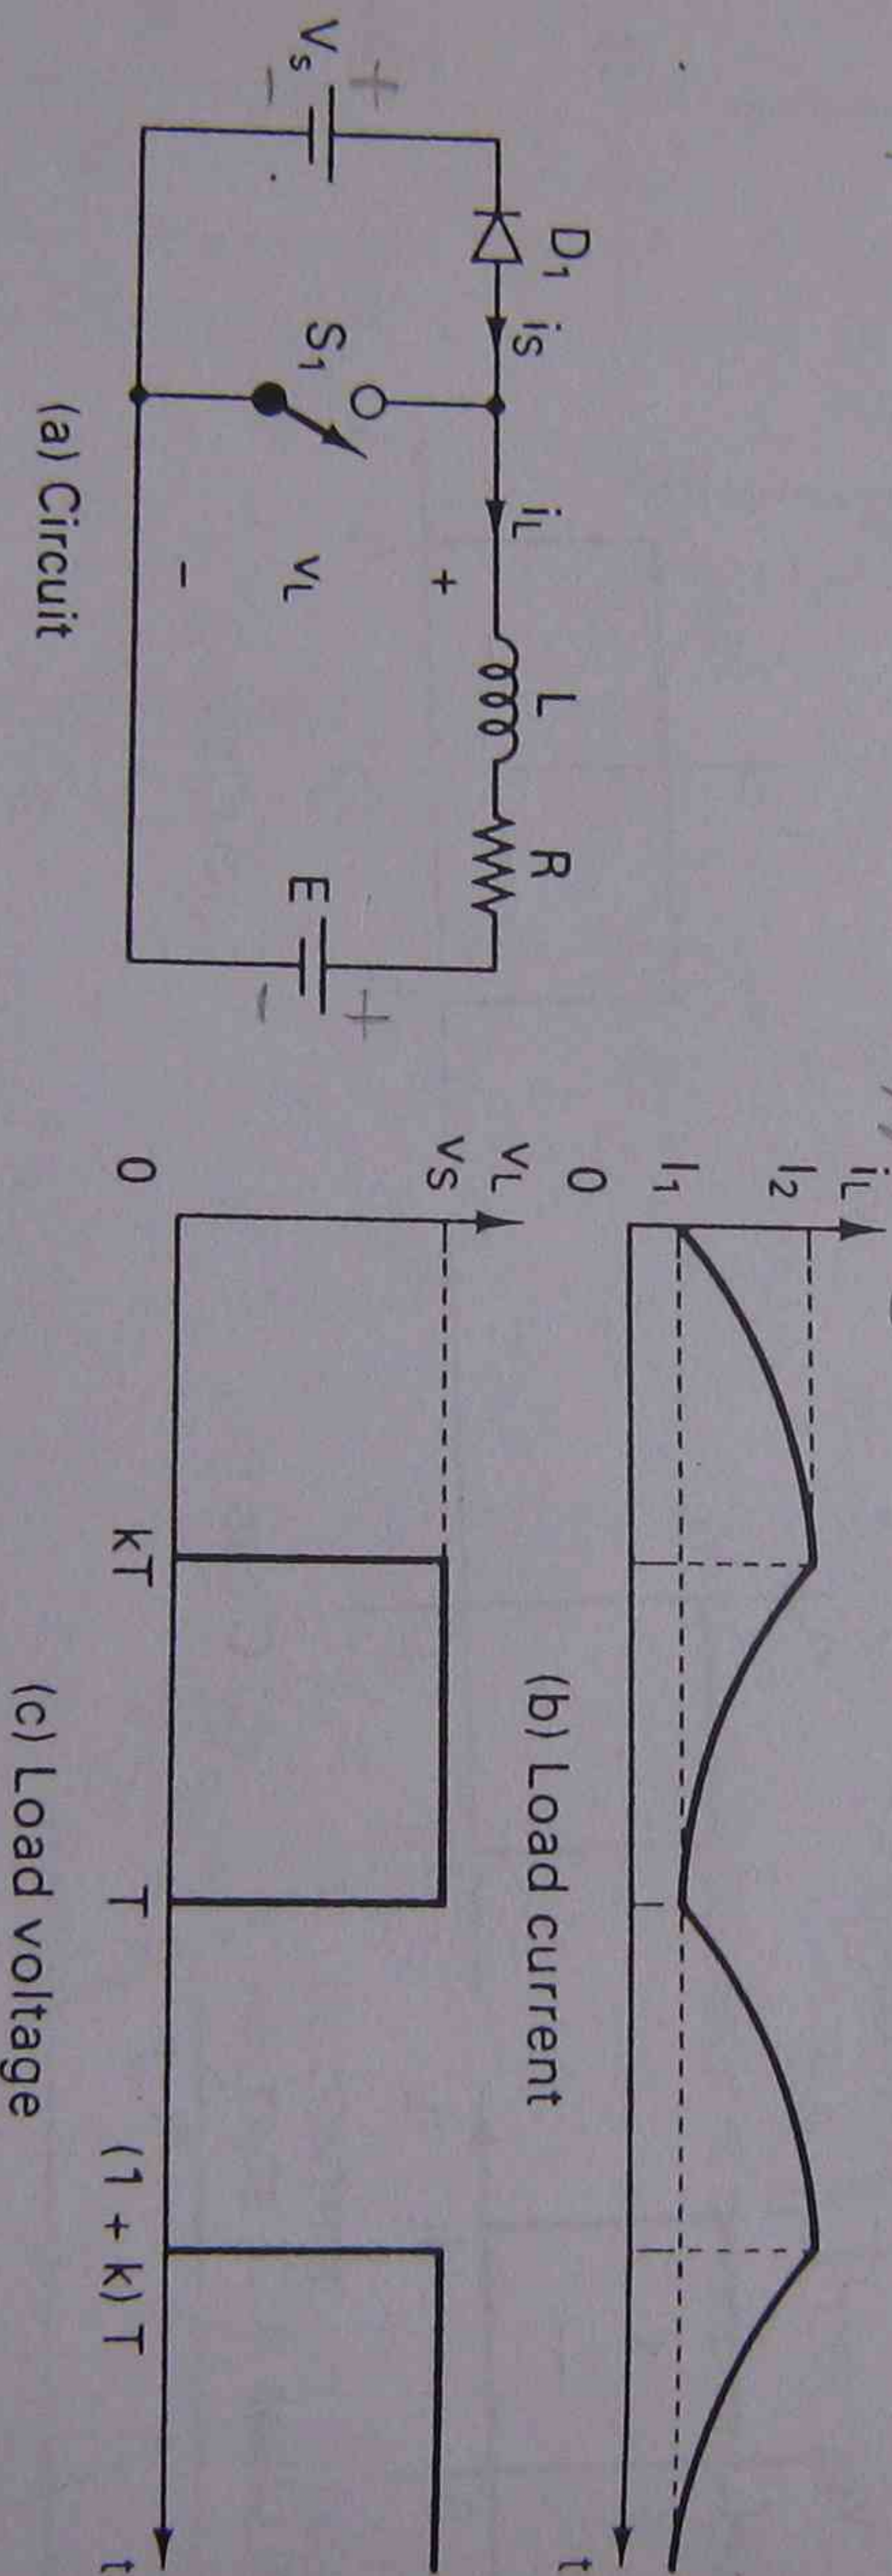 D₁
iS
iL
L
R
+
Vs
+
-
S₁
vL
-
E
+
-
(a) Circuit
iL
I₂
I₁
0
t
(b) Load current
vL
vS
0
kT
T
(1 + k) T
t
(c) Load voltage